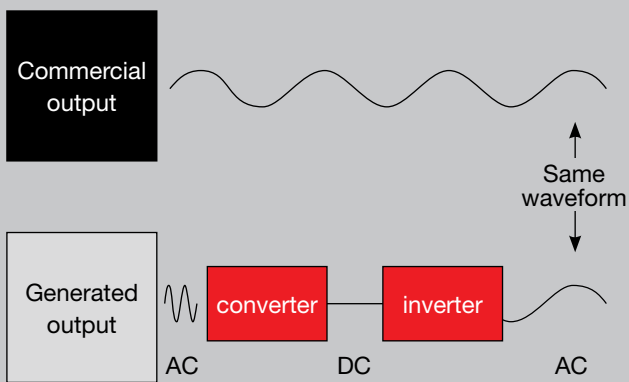 Commercial
output
Same
waveform
Generated
output
converter
inverter
AC
DC
AC